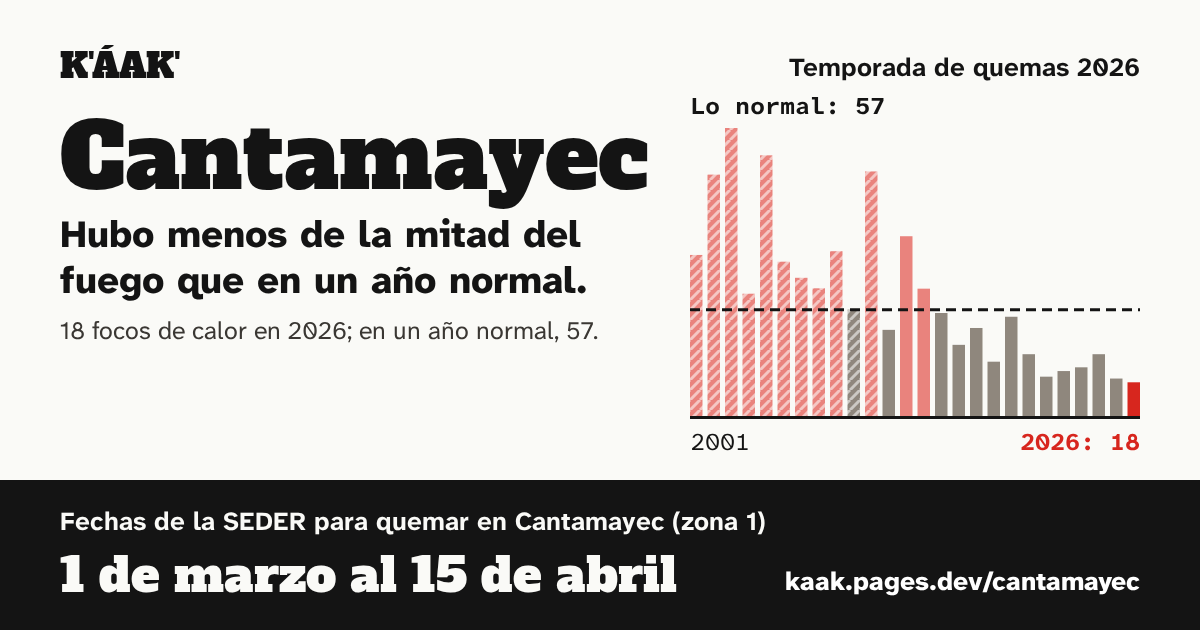 K'ÁAK'
Temporada de quemas 2026
Cantamayec
Hubo menos de la mitad del
fuego que en un año normal.
18 focos de calor en 2026; en un año normal, 57.
Lo normal: 57
2001
2026: 18
Fechas de la SEDER para quemar en Cantamayec (zona 1)
1 de marzo al 15 de abril
kaak.pages.dev/cantamayec